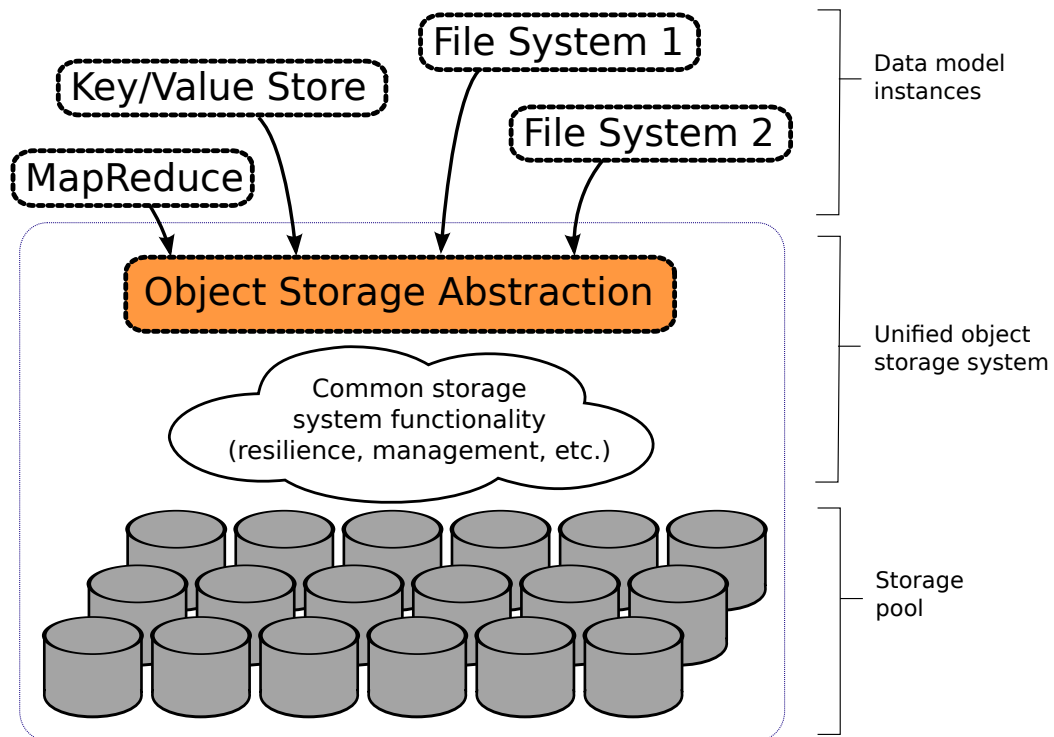 File System 1
Key/Value Store
File System 2
MapReduce
Object Storage Abstraction
Common storage
system functionality
(resilience, management, etc.)
Data model
instances
Unified object
storage system
Storage
pool